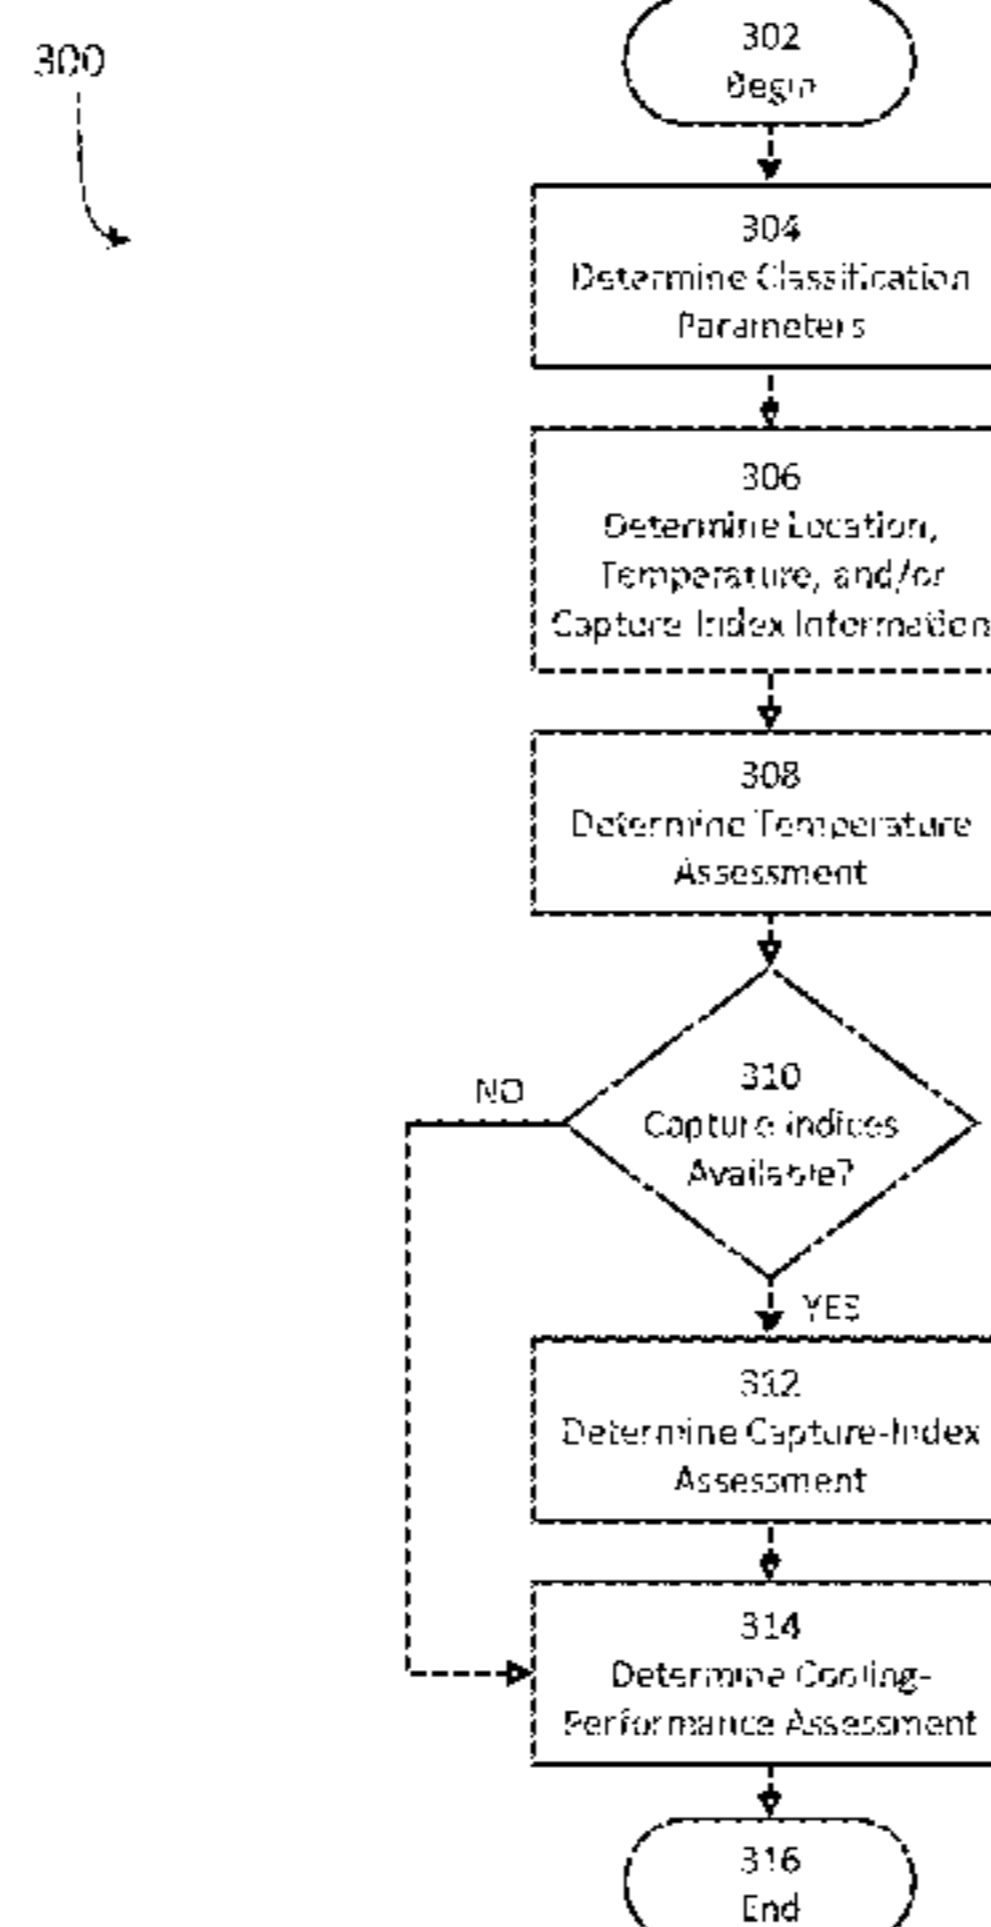 300
302
Begin
304
Determine Classification
Parameters
306
Determine Location,
Temperature, and/or
Capture Index Information
308
Determine Temperature
Assessment
310
Capture indices
Available?
NO
YES
312
Determine Capture-Index
Assessment
314
Determine Cooling-
Performance Assessment
316
End